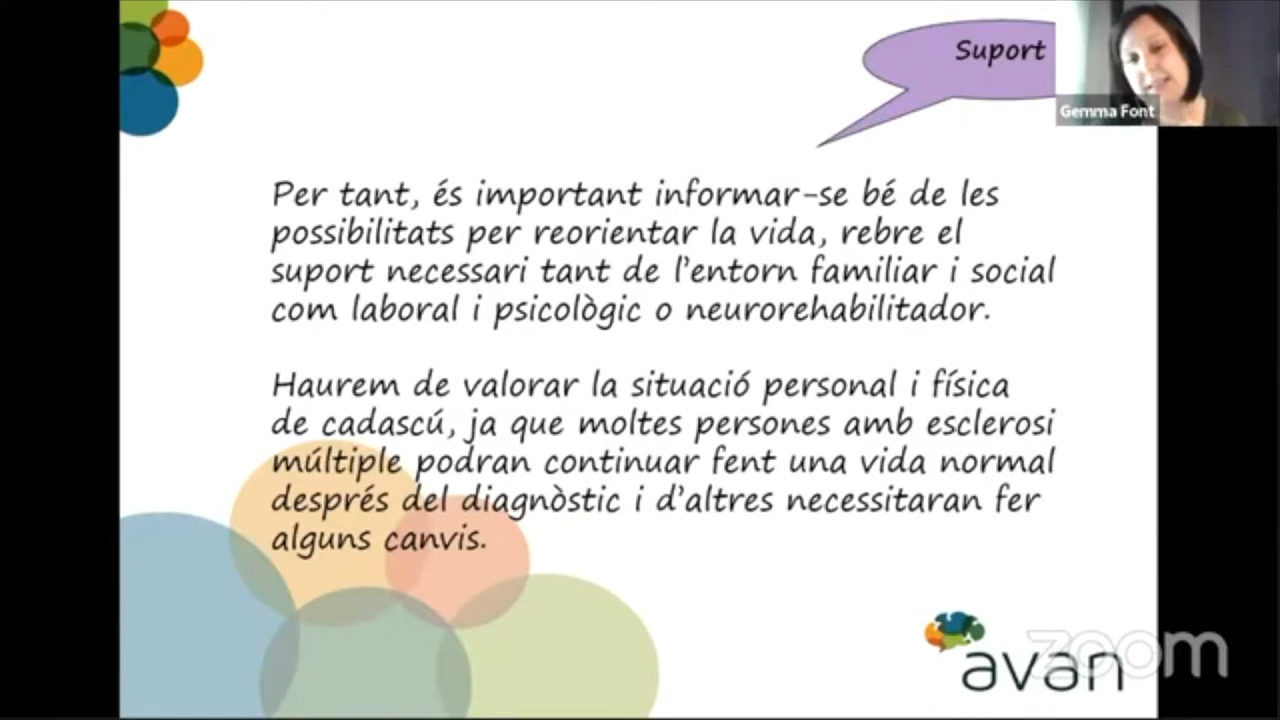 Suport
Gemma Font
Per tant, és important informar-se bé de les
possibilitats per reorientar la vida, rebre el
suport necessari tant de l'entorn familiar i social
com laboral i psicològic o neurorehabilitador.
Haurem de valorar la situació personal i física
de cadascú, ja que moltes persones amb esclerosi
múltiple podran continuar fent una vida normal
després del diagnòstic i d'altres necessitaran fer
alguns canvis.
zoom
avan